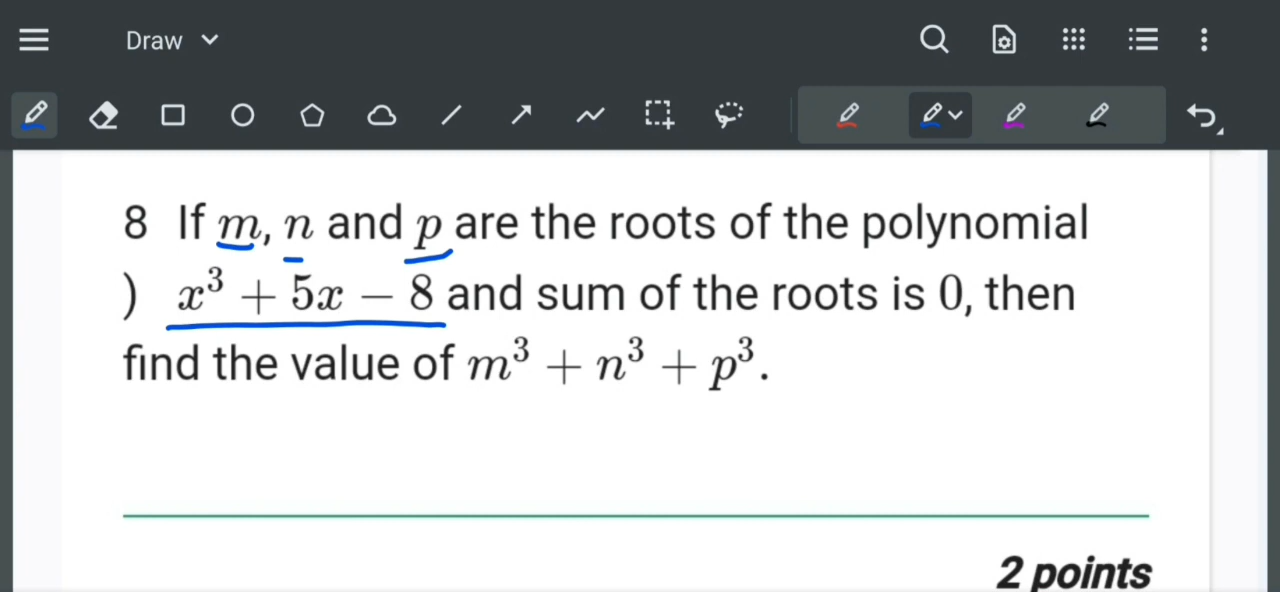 Draw
8 If m, n and p are the roots of the polynomial
) x³ + 5x − 8 and sum of the roots is 0, then
find the value of m³ + n³ + p³.
2 points